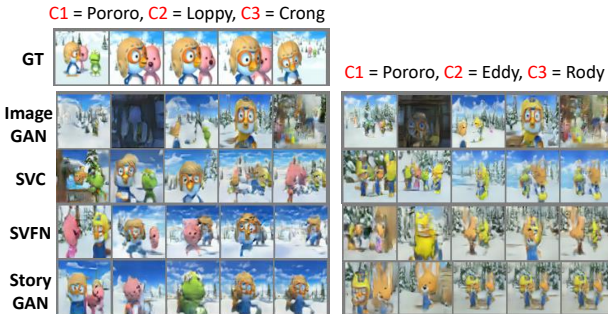 C1 = Pororo, C2 = Loppy, C3 = Crong
GT
C1 = Pororo, C2 = Eddy, C3 = Rody
Image
GAN
SVC
SVFN
Story
GAN